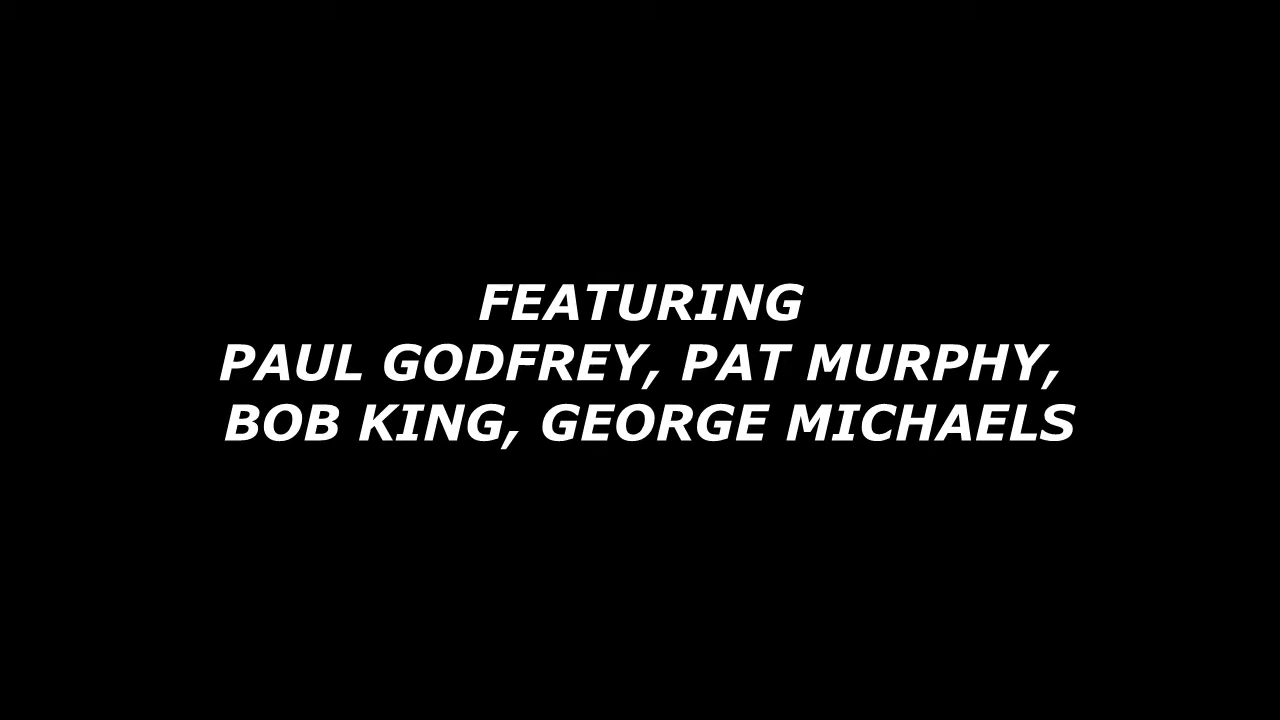 FEATURING
PAUL GODFREY, PAT MURPHY,
BOB KING, GEORGE MICHAELS